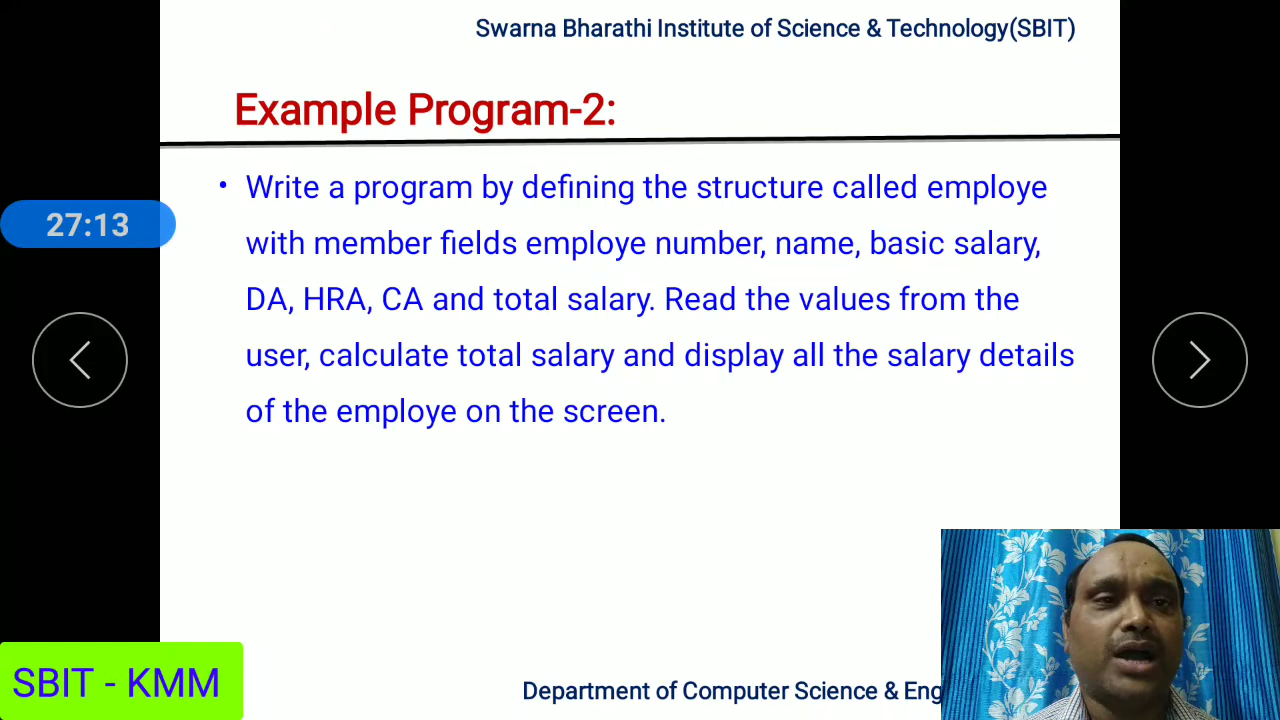 Swarna Bharathi Institute of Science & Technology(SBIT)
Example Program-2:
• Write a program by defining the structure called employe
with member fields employe number, name, basic salary,
27:13
DA, HRA, CA and total salary. Read the values from the
user, calculate total salary and display all the salary details
of the employe on the screen.
SBIT - KMM
Department of Computer Science & Eng